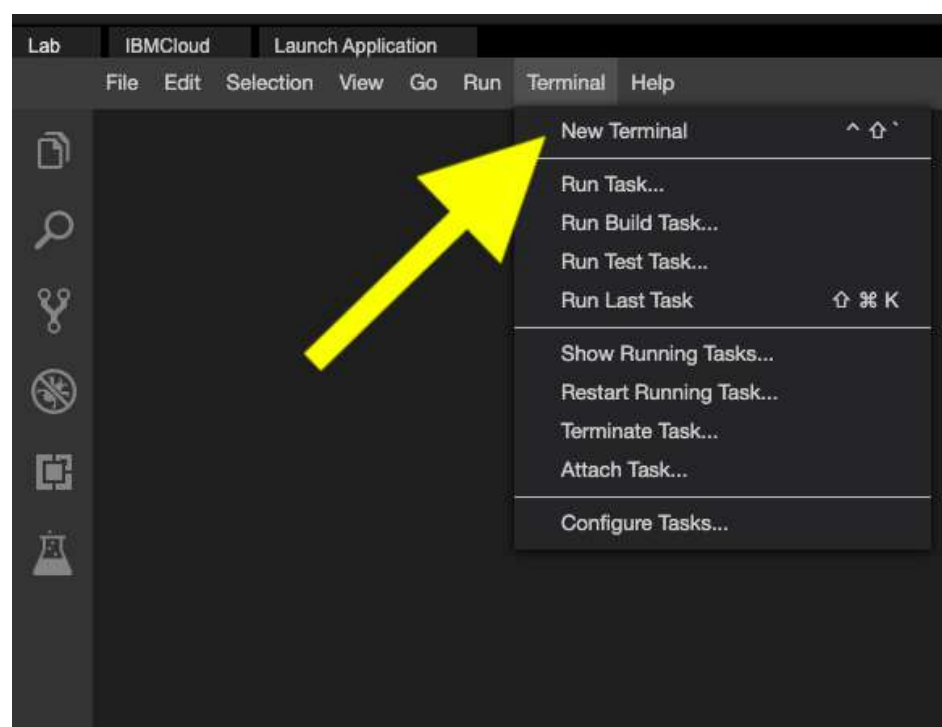 Lab IBMCloud Launch Application
File Edit Selection View Go Run Terminal Help
New Terminal ^ ⇧ `
Run Task...
Run Build Task...
Run Test Task...
Run Last Task ⇧ ⌘ K
Show Running Tasks...
Restart Running Task...
Terminate Task...
Attach Task...
Configure Tasks...